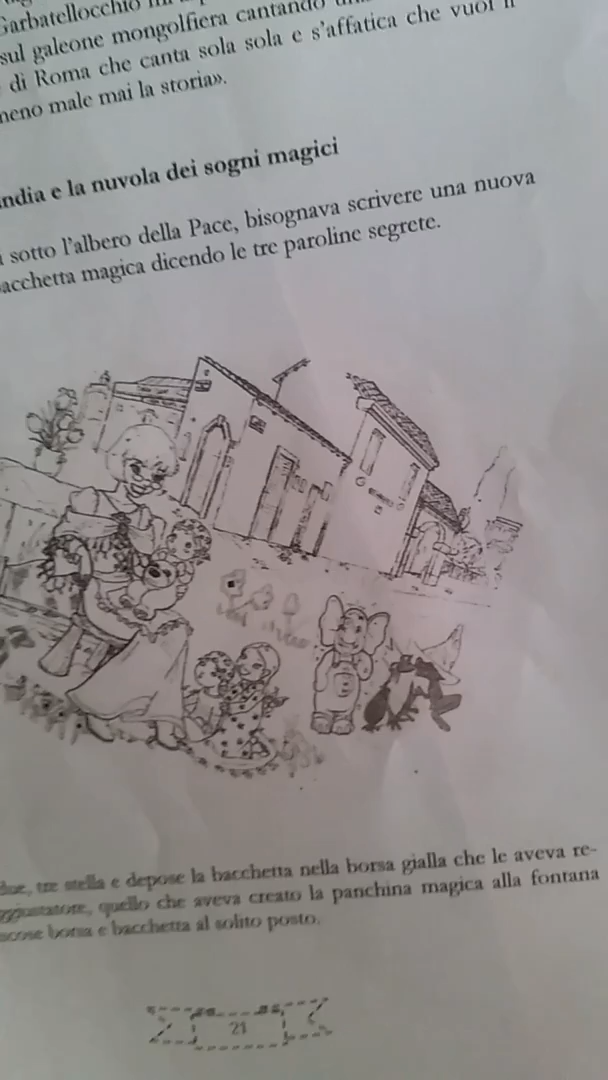 sul galeone mongolfiera cantando
di Roma che canta sola sola e s'affatica che vuoi il
meno male mai la storia».
ndia e la nuvola dei sogni magici
sotto l'albero della Pace, bisognava scrivere una nuova
bacchetta magica dicendo le tre paroline segrete.
due, tre stella e depose la bacchetta nella borsa gialla che le aveva re-
ggiustatore, quello che aveva creato la panchina magica alla fontana
scose borsa e bacchetta al solito posto.
21